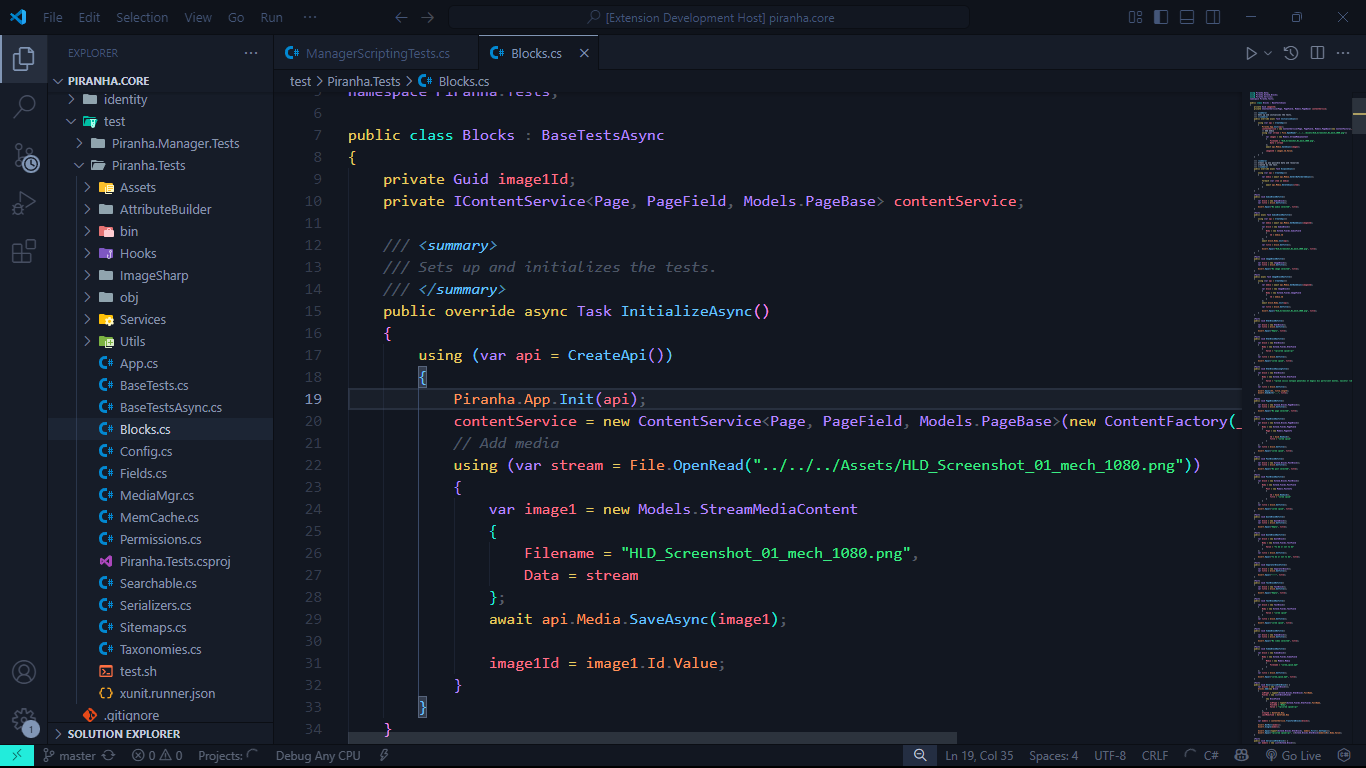 File Edit Selection View Go Run ··· [Extension Development Host] piranha.core
EXPLORER ···
PIRANHA.CORE
identity
test
Piranha.Manager.Tests
Piranha.Tests
Assets
AttributeBuilder
bin
Hooks
ImageSharp
obj
Services
Utils
App.cs
BaseTests.cs
BaseTestsAsync.cs
Blocks.cs
Config.cs
Fields.cs
MediaMgr.cs
MemCache.cs
Permissions.cs
Piranha.Tests.csproj
Searchable.cs
Serializers.cs
Sitemaps.cs
Taxonomies.cs
test.sh
xunit.runner.json
.gitignore
SOLUTION EXPLORER
ManagerScriptingTests.cs Blocks.cs
test > Piranha.Tests > Blocks.cs
5 namespace Piranha.Tests;
6
7 public class Blocks : BaseTestsAsync
8 {
9 private Guid image1Id;
10 private IContentService<Page, PageField, Models.PageBase> contentService;
11
12 /// <summary>
13 /// Sets up and initializes the tests.
14 /// </summary>
15 public override async Task InitializeAsync()
16 {
17 using (var api = CreateApi())
18 {
19 Piranha.App.Init(api);
20 contentService = new ContentService<Page, PageField, Models.PageBase>(new ContentFactory(_
21 // Add media
22 using (var stream = File.OpenRead("../../../Assets/HLD_Screenshot_01_mech_1080.png"))
23 {
24 var image1 = new Models.StreamMediaContent
25 {
26 Filename = "HLD_Screenshot_01_mech_1080.png",
27 Data = stream
28 };
29 await api.Media.SaveAsync(image1);
30
31 image1Id = image1.Id.Value;
32 }
33 }
34 }
1
master 0 0 Projects: Debug Any CPU Ln 19, Col 35 Spaces: 4 UTF-8 CRLF C# Go Live